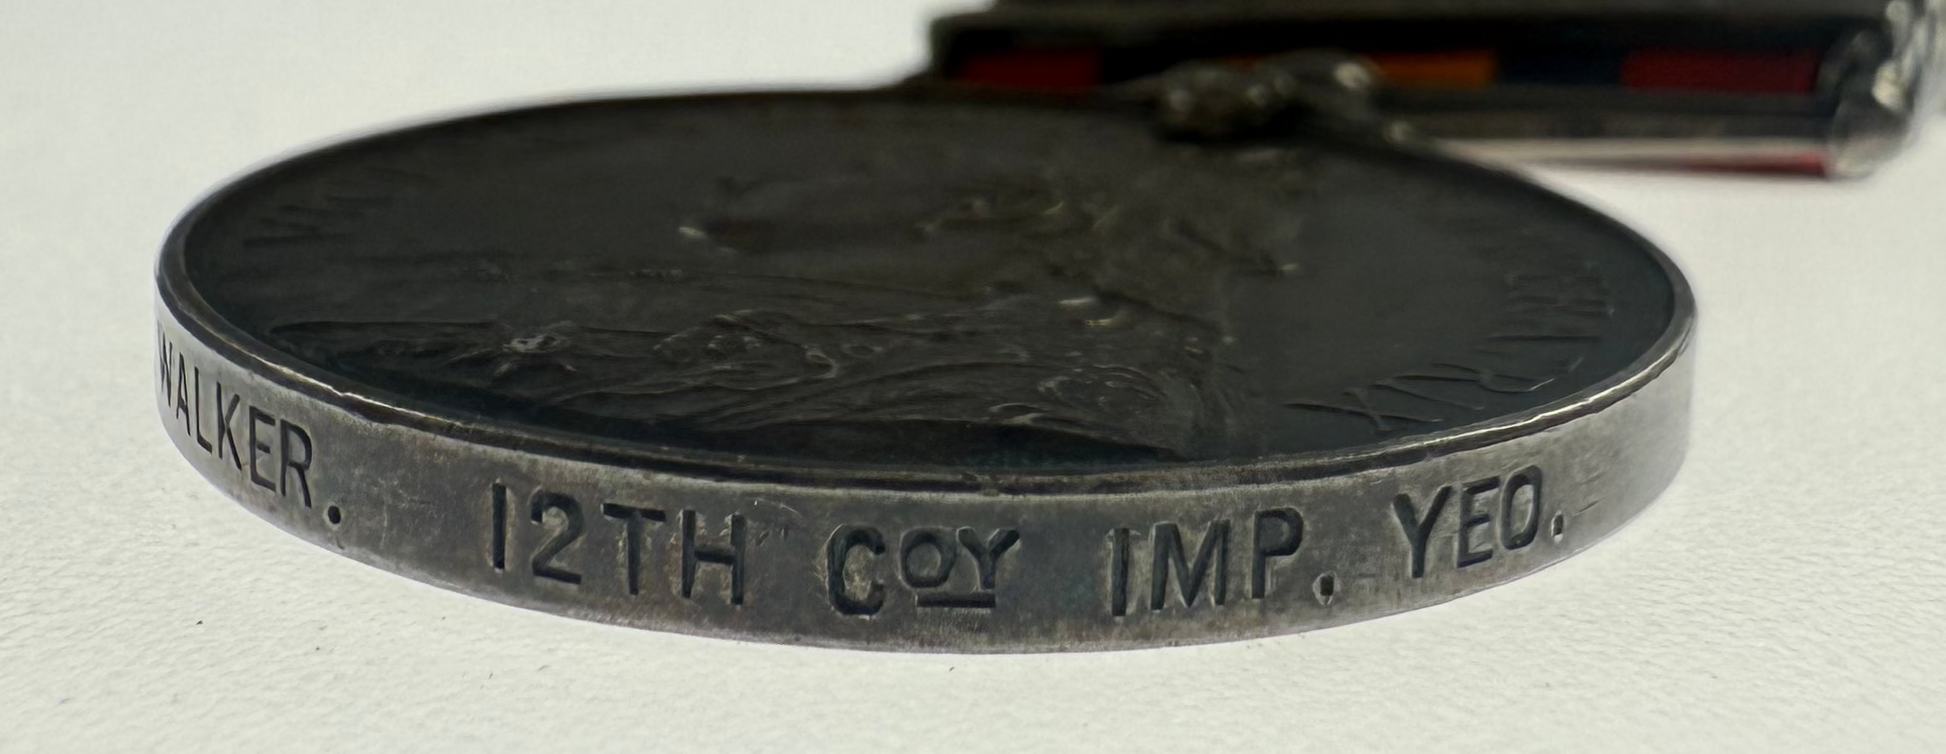 WALKER. 12TH COY IMP. YEO.